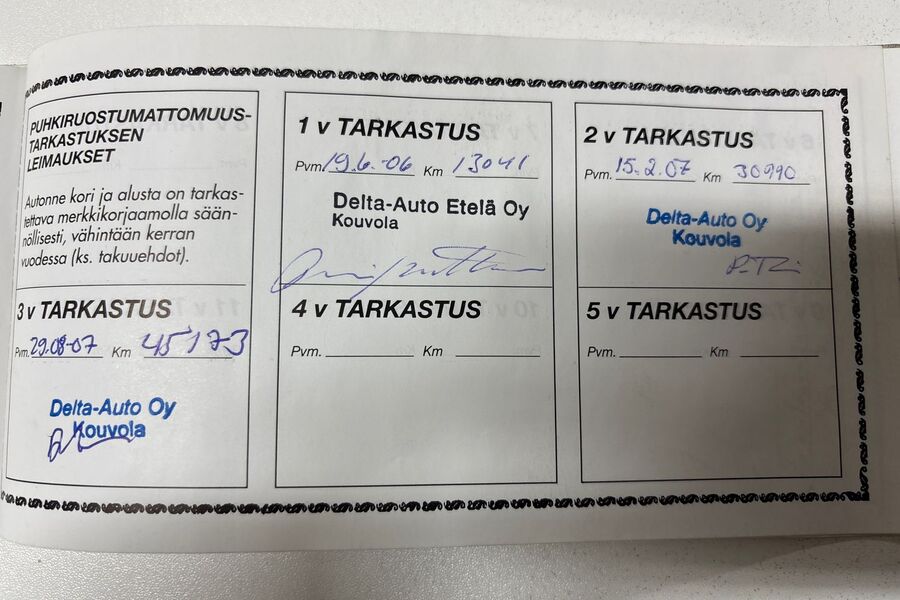 PUHKIRUOSTUMATTOMUUS-
TARKASTUKSEN
LEIMAUKSET
Autonne kori ja alusta on tarkas-
tettava merkkikorjaamolla sään-
nöllisesti, vähintään kerran
vuodessa (ks. takuuehdot).
1 v TARKASTUS
Pvm. 19.6.-06 Km 13041
Delta-Auto Etelä Oy
Kouvola
2 v TARKASTUS
Pvm. 15.2.07 Km 30990
Delta-Auto Oy
Kouvola
3 v TARKASTUS
Pvm. 29.08-07 Km 45173
Delta-Auto Oy
Kouvola
4 v TARKASTUS
Pvm. Km
5 v TARKASTUS
Pvm. Km